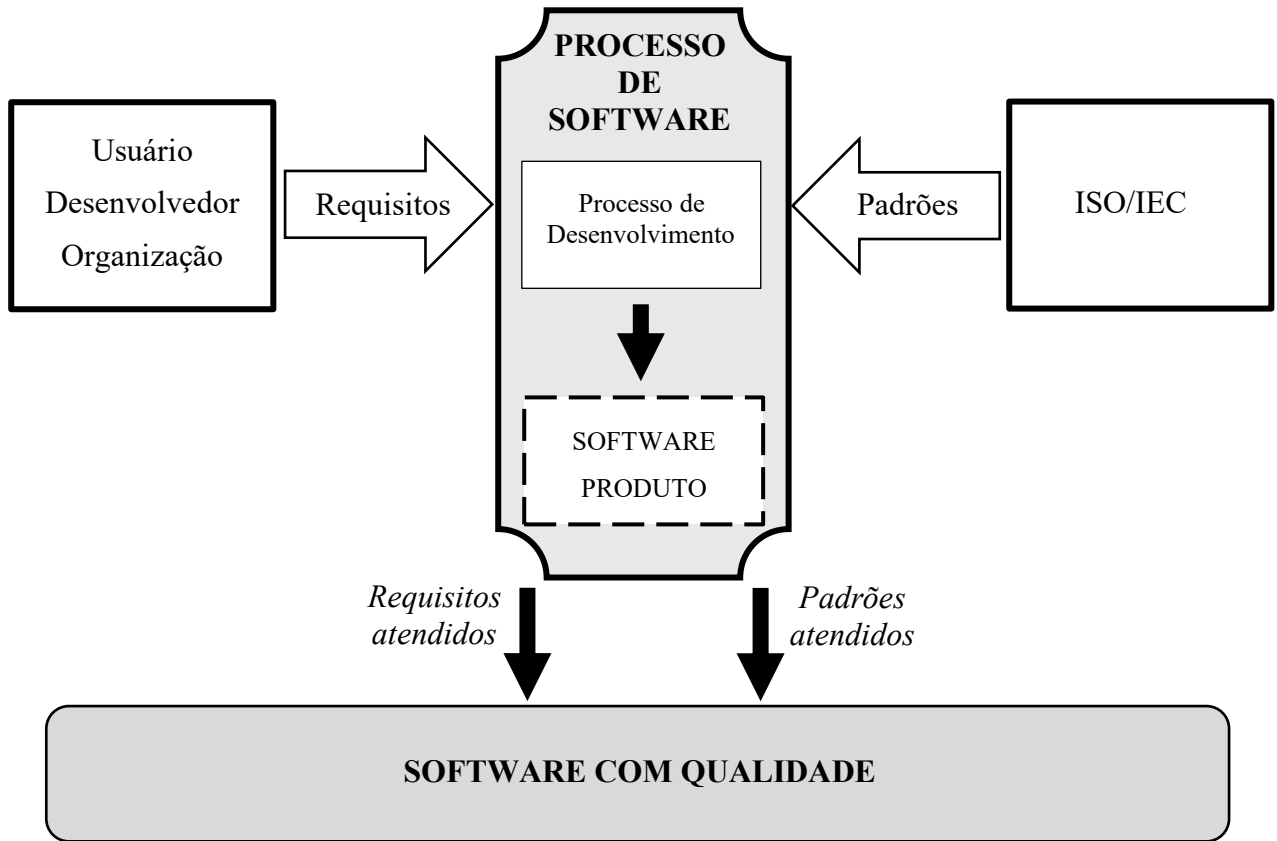 PROCESSO
DE
SOFTWARE
Usuário
Desenvolvedor
Organização
Requisitos
Processo de
Desenvolvimento
Padrões
ISO/IEC
SOFTWARE
PRODUTO
Requisitos
atendidos
Padrões
atendidos
SOFTWARE COM QUALIDADE